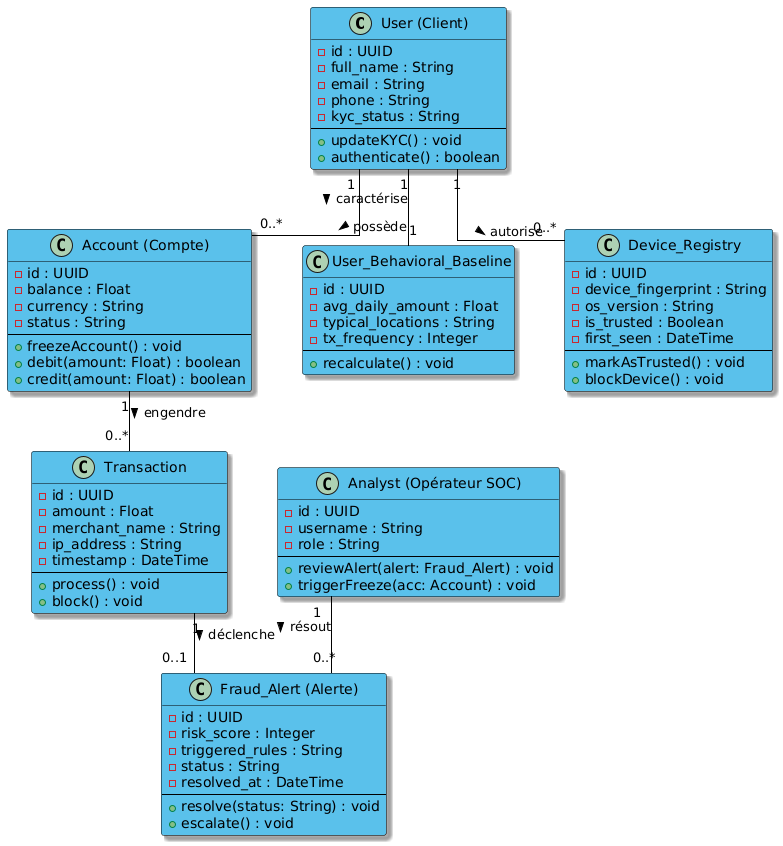 C User (Client)
id : UUID
full_name : String
email : String
phone : String
kyc_status : String
updateKYC() : void
authenticate() : boolean
1
1
1
caractérise
0..*
possède
1
autorise
0..*
C Account (Compte)
id : UUID
balance : Float
currency : String
status : String
freezeAccount() : void
debit(amount: Float) : boolean
credit(amount: Float) : boolean
C User_Behavioral_Baseline
id : UUID
avg_daily_amount : Float
typical_locations : String
tx_frequency : Integer
recalculate() : void
C Device_Registry
id : UUID
device_fingerprint : String
os_version : String
is_trusted : Boolean
first_seen : DateTime
markAsTrusted() : void
blockDevice() : void
1
engendre
0..*
C Transaction
id : UUID
amount : Float
merchant_name : String
ip_address : String
timestamp : DateTime
process() : void
block() : void
C Analyst (Opérateur SOC)
id : UUID
username : String
role : String
reviewAlert(alert: Fraud_Alert) : void
triggerFreeze(acc: Account) : void
1
déclenche
0..1
1
résout
0..*
C Fraud_Alert (Alerte)
id : UUID
risk_score : Integer
triggered_rules : String
status : String
resolved_at : DateTime
resolve(status: String) : void
escalate() : void